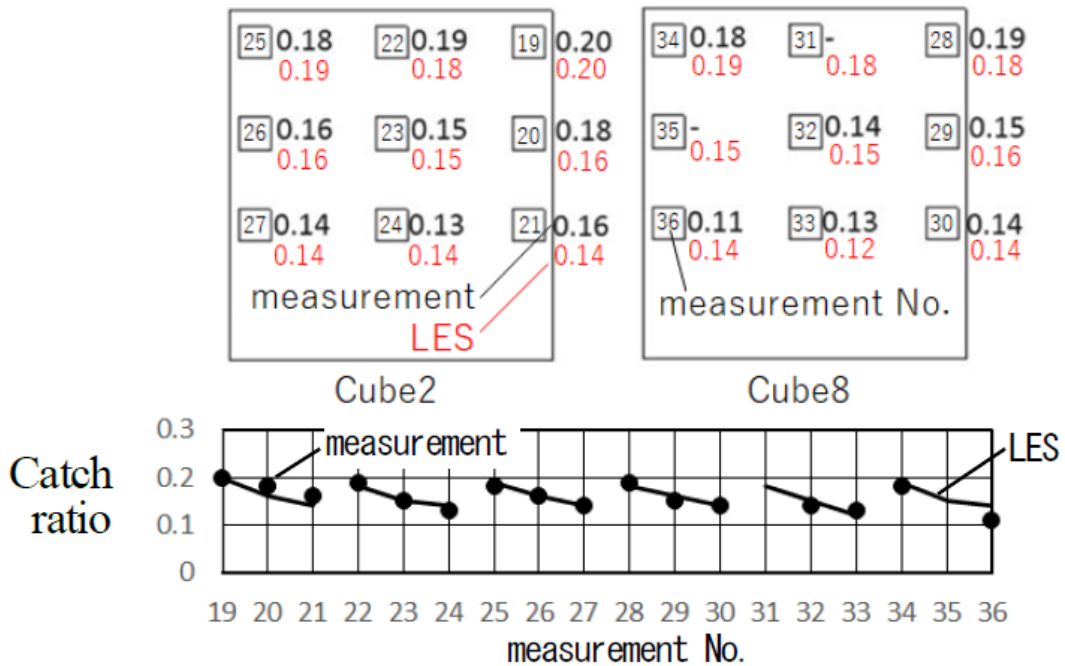 25 0.18 22 0.19 19 0.20 34 0.18 31 - 28 0.19
0.19 0.18 0.20 0.19 0.18 0.18
26 0.16 23 0.15 20 0.18 35 - 32 0.14 29 0.15
0.16 0.15 0.16 0.15 0.15 0.16
27 0.14 24 0.13 21 0.16 36 0.11 33 0.13 30 0.14
0.14 0.14 0.14 0.14 0.12 0.14
measurement measurement No.
LES
Cube2 Cube8
0.3
measurement LES
Catch ratio
0.2
0.1
0
19 20 21 22 23 24 25 26 27 28 29 30 31 32 33 34 35 36
measurement No.